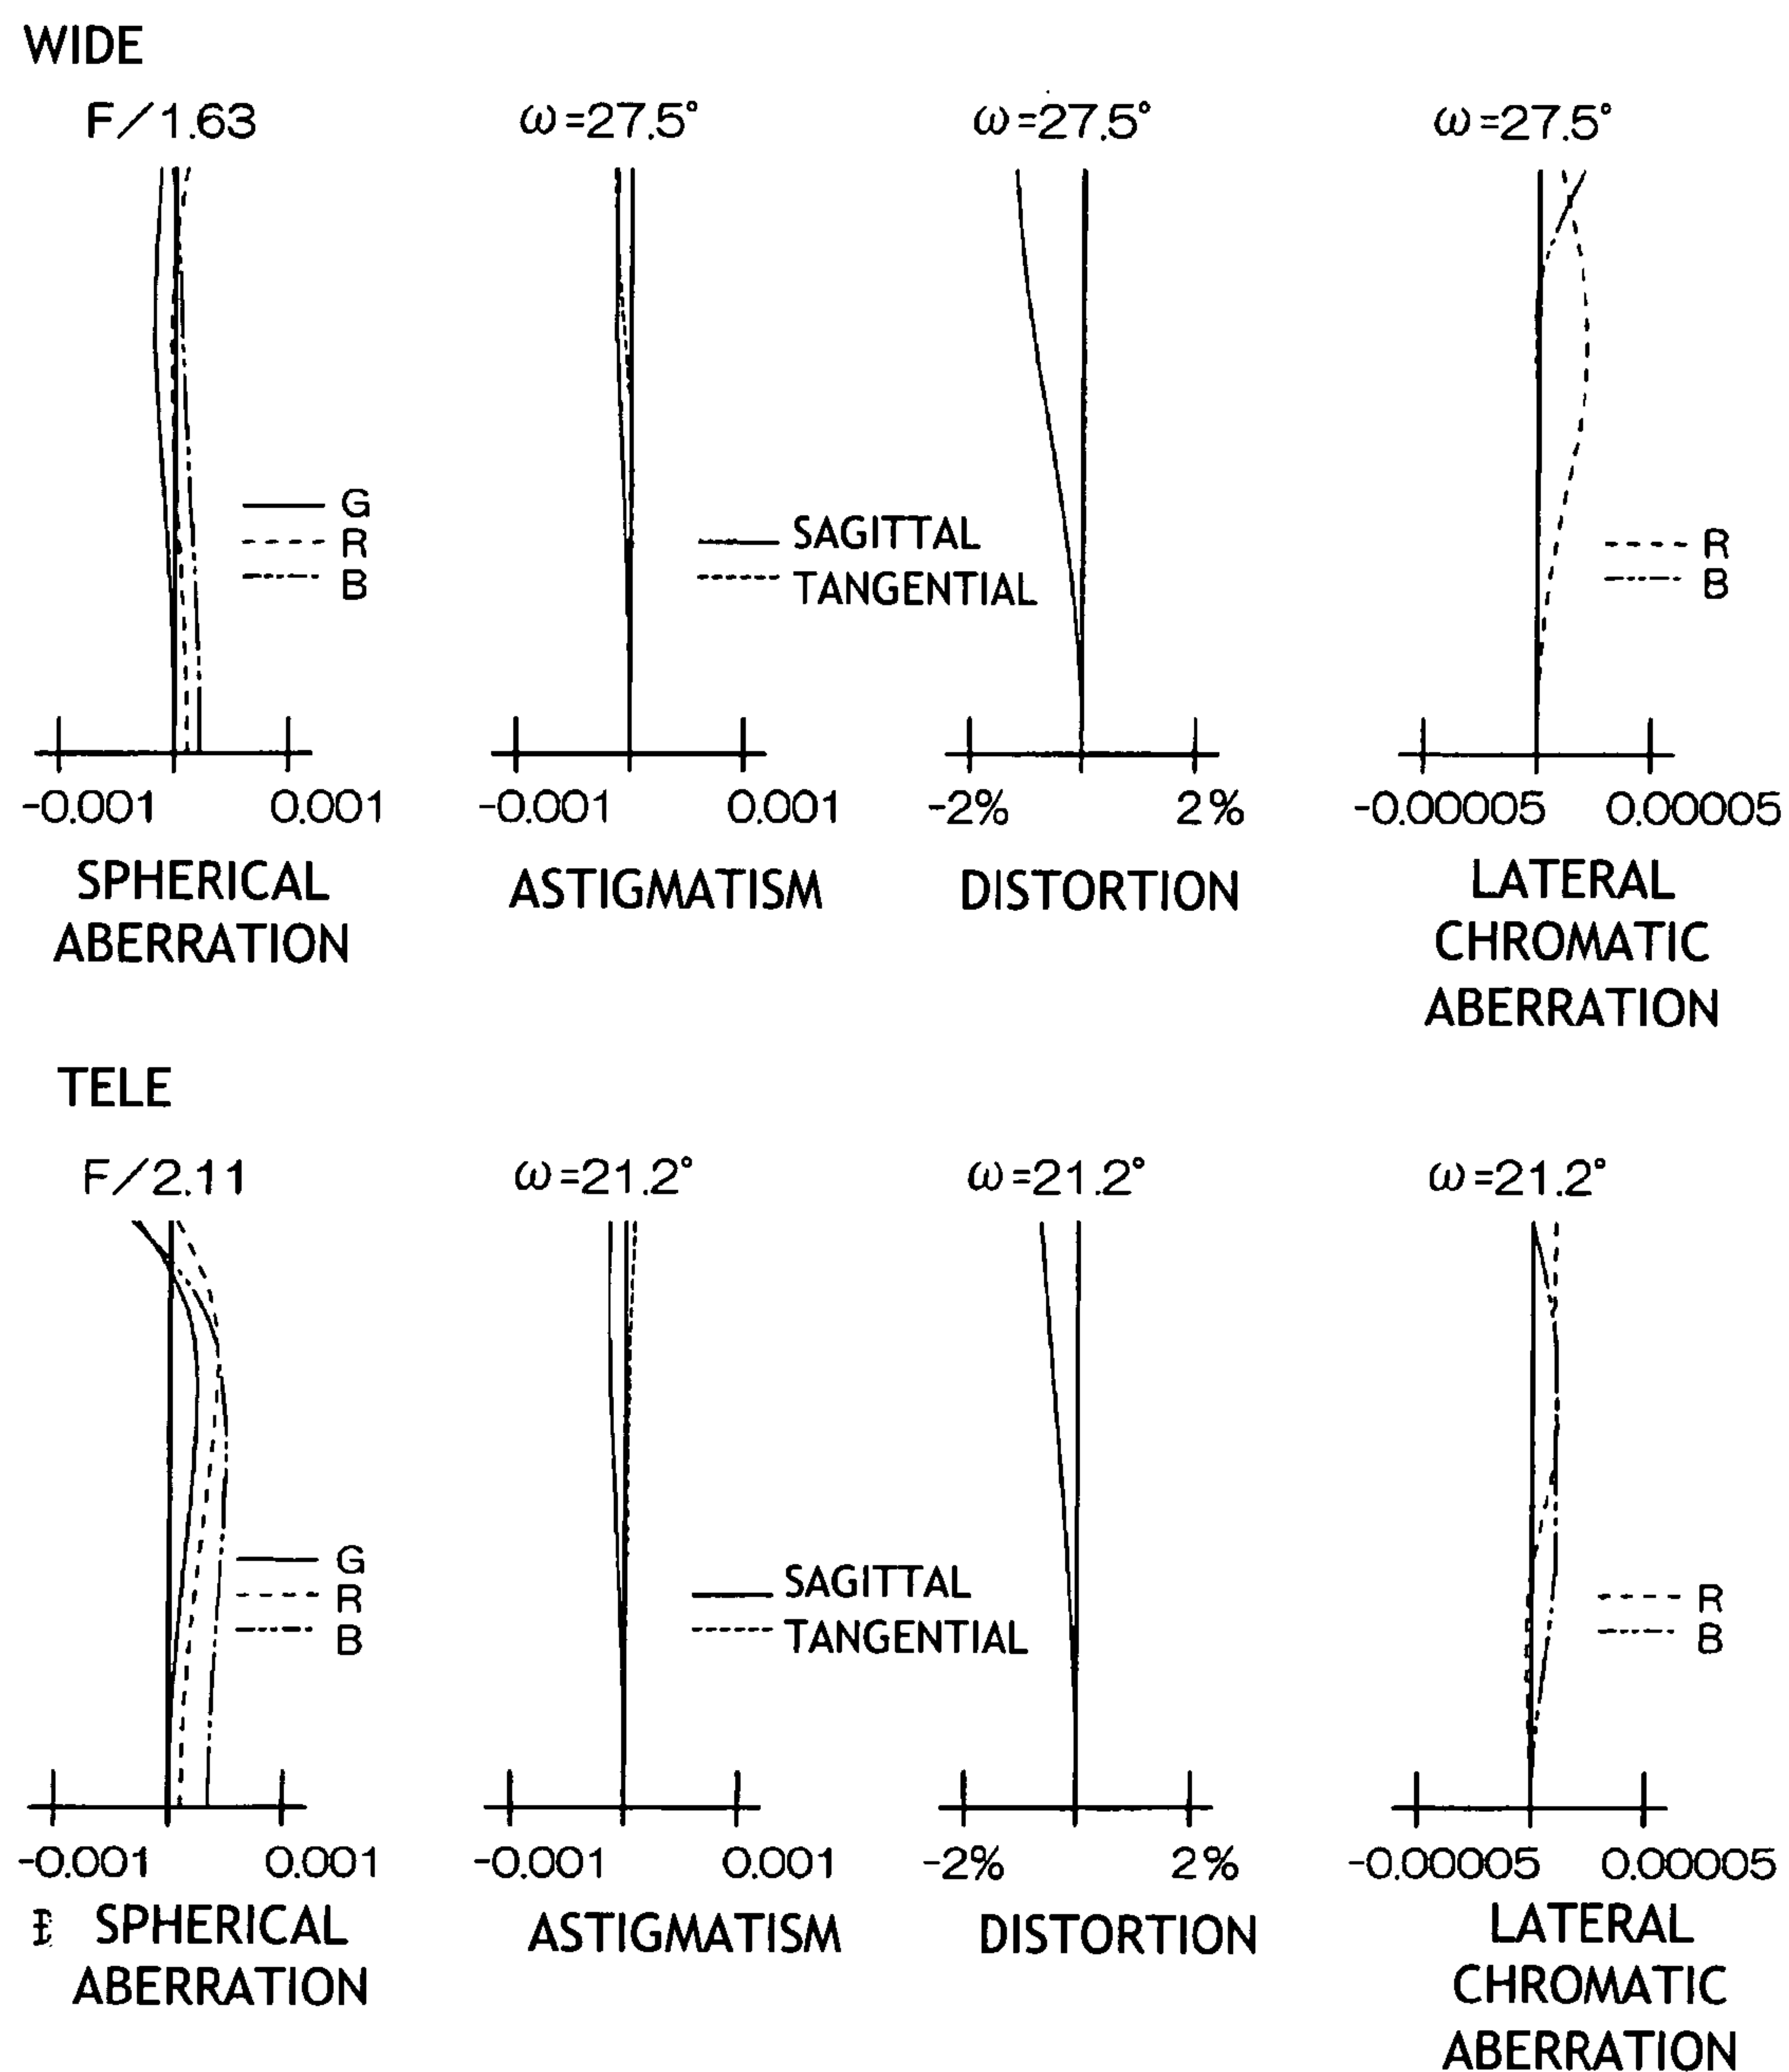 WIDE
F/1.63
ω=27.5°
ω=27.5°
ω=27.5°
G
R
B
SAGITTAL
TANGENTIAL
R
B
-0.001 0.001
-0.001 0.001
-2% 2%
-0.00005 0.00005
SPHERICAL
ABERRATION
ASTIGMATISM
DISTORTION
LATERAL
CHROMATIC
ABERRATION
TELE
F/2.11
ω=21.2°
ω=21.2°
ω=21.2°
G
R
B
SAGITTAL
TANGENTIAL
R
B
-0.001 0.001
-0.001 0.001
-2% 2%
-0.00005 0.00005
SPHERICAL
ABERRATION
ASTIGMATISM
DISTORTION
LATERAL
CHROMATIC
ABERRATION